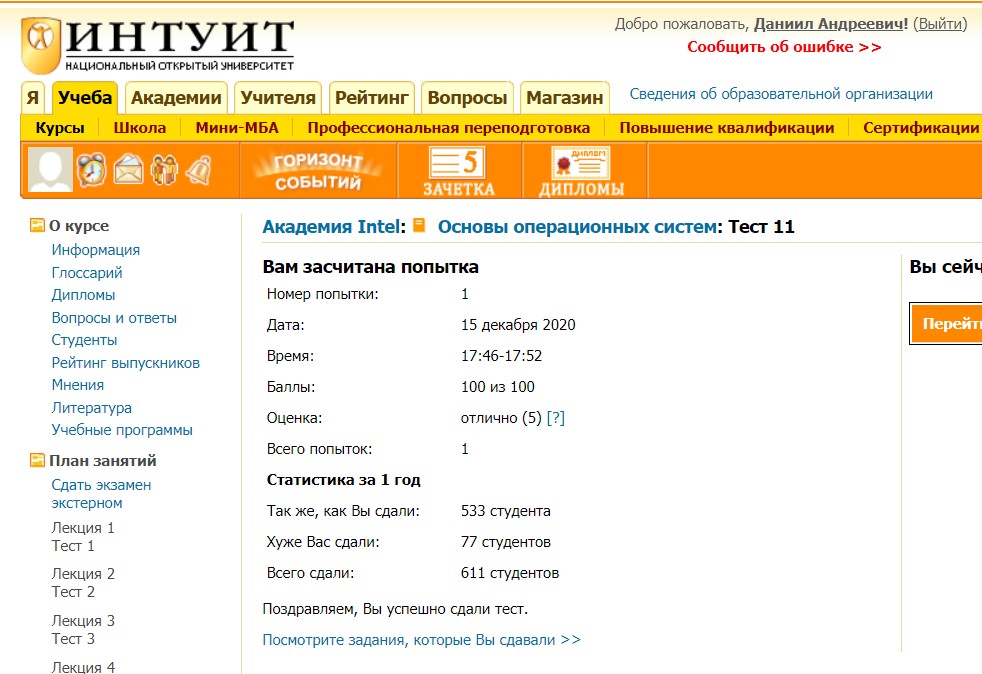 ИНТУИТ
НАЦИОНАЛЬНЫЙ ОТКРЫТЫЙ УНИВЕРСИТЕТ
Добро пожаловать, Даниил Андреевич! (Выйти)
Сообщить об ошибке >>
Я Учеба Академии Учителя Рейтинг Вопросы Магазин
Сведения об образовательной организации
Курсы Школа Мини-МБА Профессиональная переподготовка Повышение квалификации Сертификации
ГОРИЗОНТ
СОБЫТИЙ
5
ЗАЧЕТКА
ДИПЛОМ
ДИПЛОМЫ
О курсе
Информация
Глоссарий
Дипломы
Вопросы и ответы
Студенты
Рейтинг выпускников
Мнения
Литература
Учебные программы
План занятий
Сдать экзамен
экстерном
Лекция 1
Тест 1
Лекция 2
Тест 2
Лекция 3
Тест 3
Лекция 4
Академия Intel: Основы операционных систем: Тест 11
Вам засчитана попытка
Номер попытки: 1
Дата: 15 декабря 2020
Время: 17:46-17:52
Баллы: 100 из 100
Оценка: отлично (5) [?]
Всего попыток: 1
Статистика за 1 год
Так же, как Вы сдали: 533 студента
Хуже Вас сдали: 77 студентов
Всего сдали: 611 студентов
Поздравляем, Вы успешно сдали тест.
Посмотрите задания, которые Вы сдавали >>
Вы сейч
Перейти